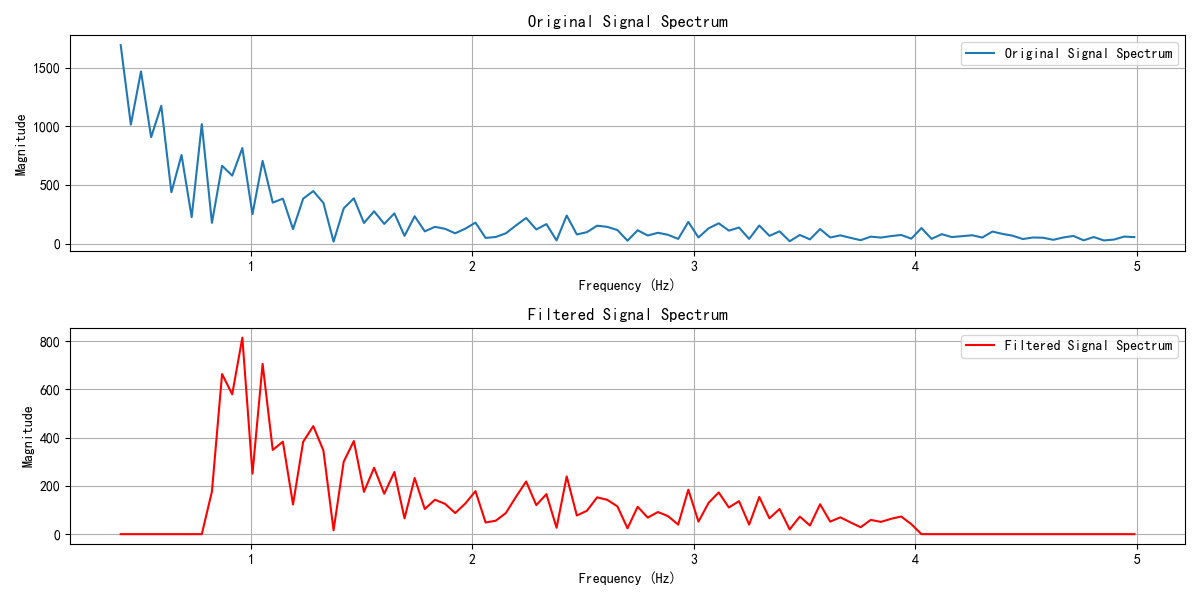 Original Signal Spectrum
Original Signal Spectrum
Magnitude
1500
1000
500
0
1 2 3 4 5
Frequency (Hz)
Filtered Signal Spectrum
Filtered Signal Spectrum
Magnitude
800
600
400
200
0
1 2 3 4 5
Frequency (Hz)